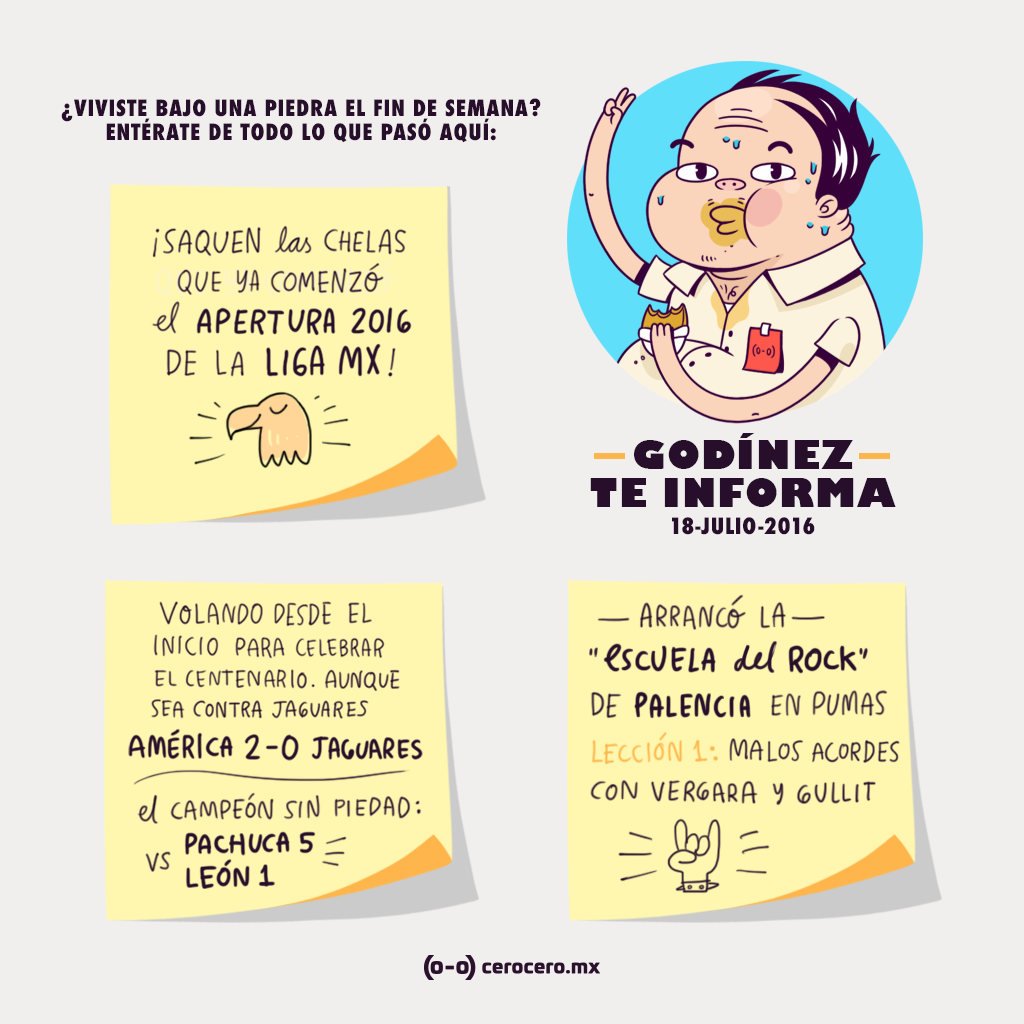 ¿VIVISTE BAJO UNA PIEDRA EL FIN DE SEMANA?
ENTÉRATE DE TODO LO QUE PASÓ AQUÍ:
¡SAQUEN las CHELAS
QUE YA COMENZÓ
el APERTURA 2016
DE LA LIGA MX!
(o-o)
GODÍNEZ
TE INFORMA
18-JULIO-2016
VOLANDO DESDE EL
INICIO PARA CELEBRAR
EL CENTENARIO. AUNQUE
SEA CONTRA JAGUARES
AMÉRICA 2-0 JAGUARES
el CAMPEÓN SIN PIEDAD:
VS PACHUCA 5
LEÓN 1
— ARRANCÓ LA —
"escuela del ROCK"
DE PALENCIA EN PUMAS
LECCIÓN 1: MALOS ACORDES
CON VERGARA y GULLIT
(o-o) cerocero.mx